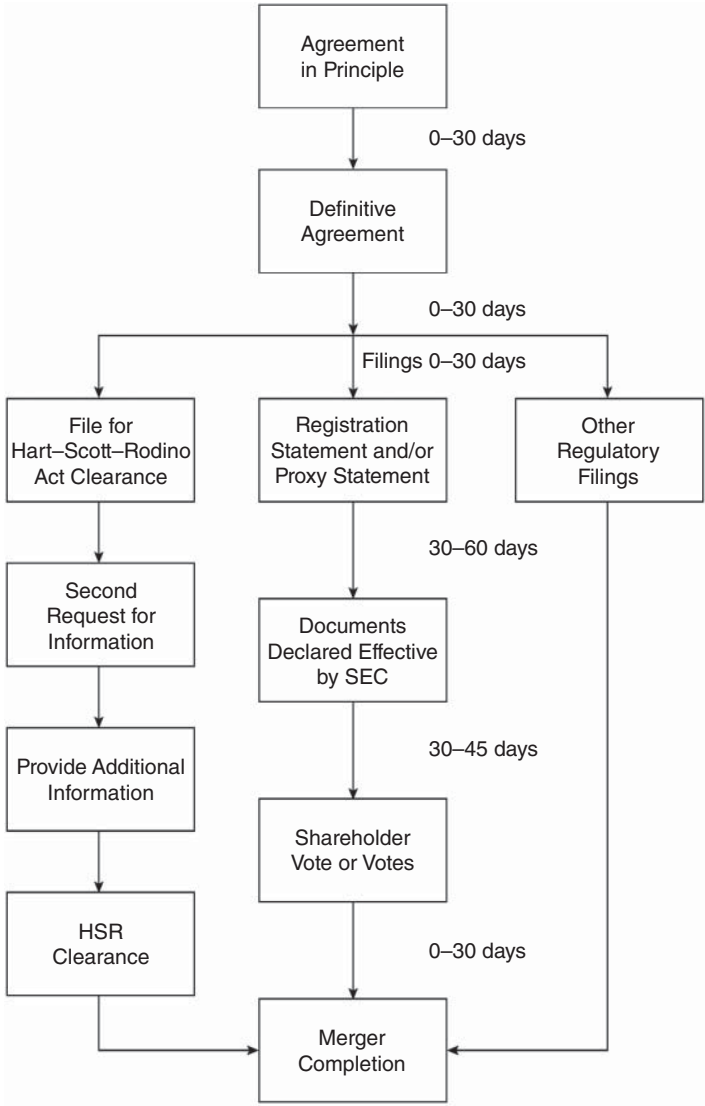 Agreement
in Principle
0–30 days
Definitive
Agreement
0–30 days
Filings 0–30 days
File for
Hart–Scott–Rodino
Act Clearance
Registration
Statement and/or
Proxy Statement
Other
Regulatory
Filings
30–60 days
Second
Request for
Information
Documents
Declared Effective
by SEC
30–45 days
Provide Additional
Information
Shareholder
Vote or Votes
HSR
Clearance
0–30 days
Merger
Completion